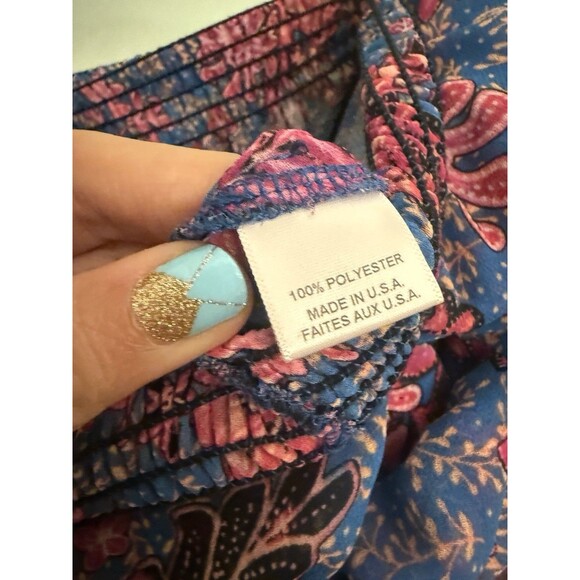 100% POLYESTER
MADE IN U.S.A.
FAITES AUX U.S.A.